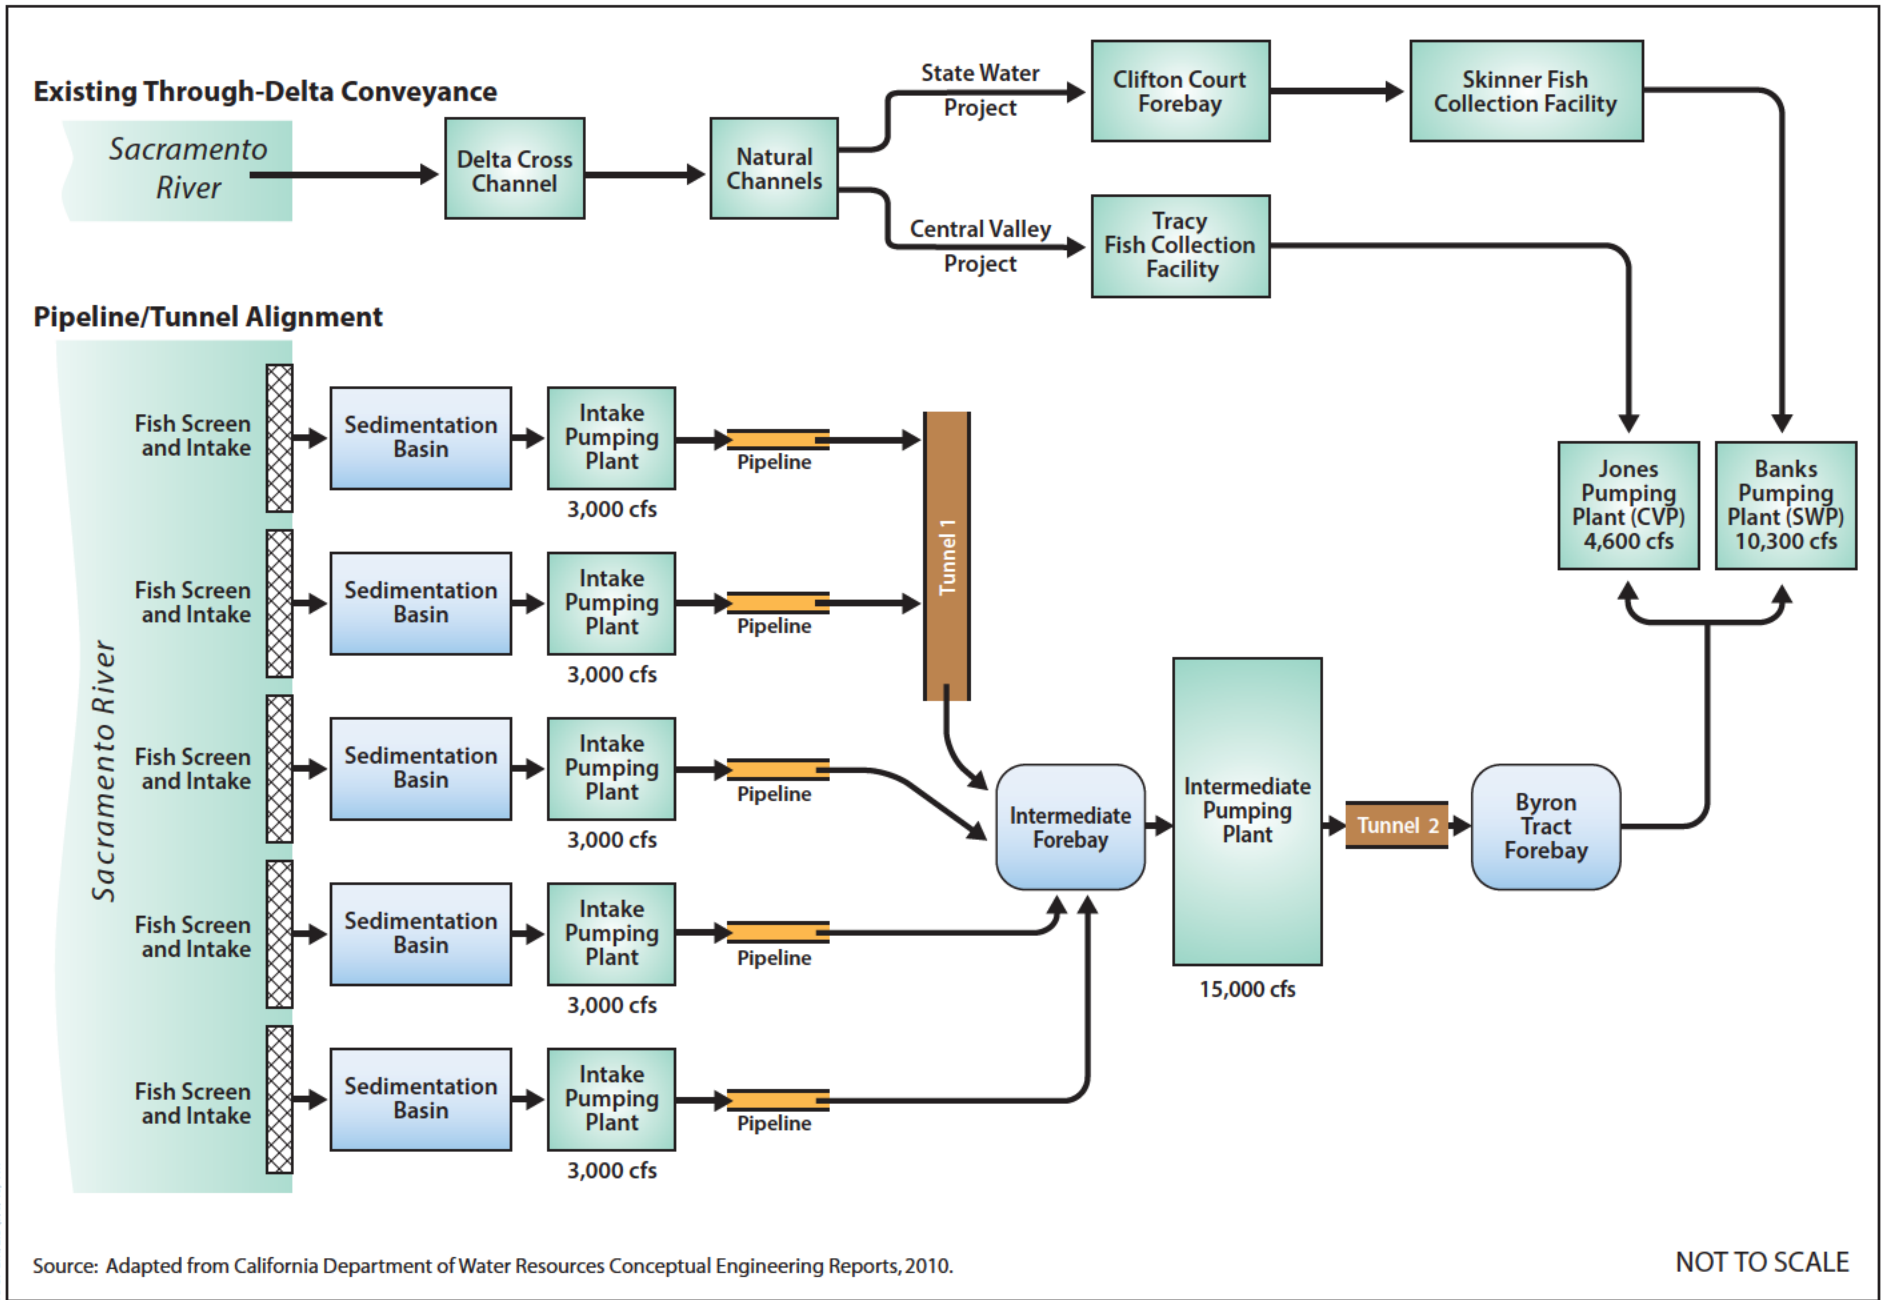 Existing Through-Delta Conveyance
Sacramento
River
Delta Cross
Channel
Natural
Channels
State Water
Project
Clifton Court
Forebay
Skinner Fish
Collection Facility
Central Valley
Project
Tracy
Fish Collection
Facility
Jones
Pumping
Plant (CVP)
4,600 cfs
Banks
Pumping
Plant (SWP)
10,300 cfs
Pipeline/Tunnel Alignment
Sacramento River
Fish Screen
and Intake
Sedimentation
Basin
Intake
Pumping
Plant
3,000 cfs
Pipeline
Fish Screen
and Intake
Sedimentation
Basin
Intake
Pumping
Plant
3,000 cfs
Pipeline
Tunnel 1
Fish Screen
and Intake
Sedimentation
Basin
Intake
Pumping
Plant
3,000 cfs
Pipeline
Fish Screen
and Intake
Sedimentation
Basin
Intake
Pumping
Plant
3,000 cfs
Pipeline
Fish Screen
and Intake
Sedimentation
Basin
Intake
Pumping
Plant
3,000 cfs
Pipeline
Intermediate
Forebay
Intermediate
Pumping
Plant
15,000 cfs
Tunnel 2
Byron
Tract
Forebay
Source: Adapted from California Department of Water Resources Conceptual Engineering Reports, 2010.
NOT TO SCALE